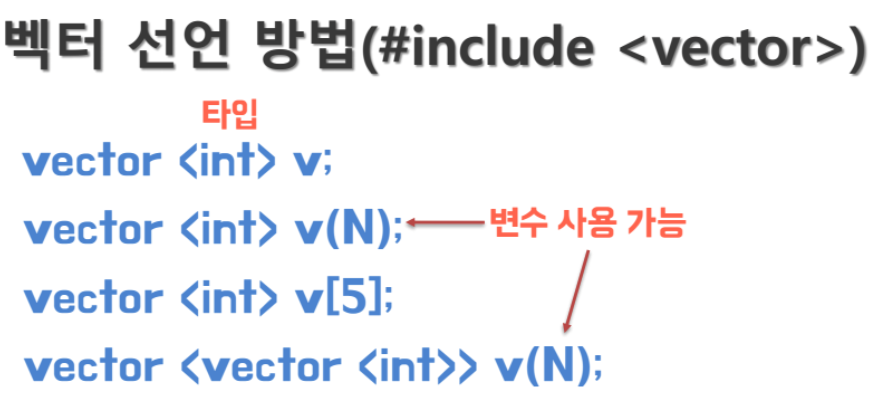 벡터 선언 방법(#include <vector>)
타입
vector <int> v;
vector <int> v(N);
변수 사용 가능
vector <int> v[5];
vector <vector <int>> v(N);